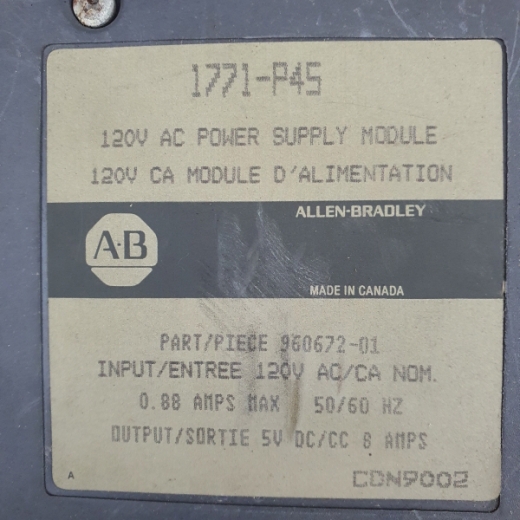 1771-P4S
120V AC POWER SUPPLY MODULE
120V CA MODULE D'ALIMENTATION
ALLEN-BRADLEY
A·B
MADE IN CANADA
PART/PIECE 960672-01
INPUT/ENTREE 120V AC/CA NOM.
0.88 AMPS MAX 50/60 HZ
OUTPUT/SORTIE 5V DC/CC 8 AMPS
A
CDN9002